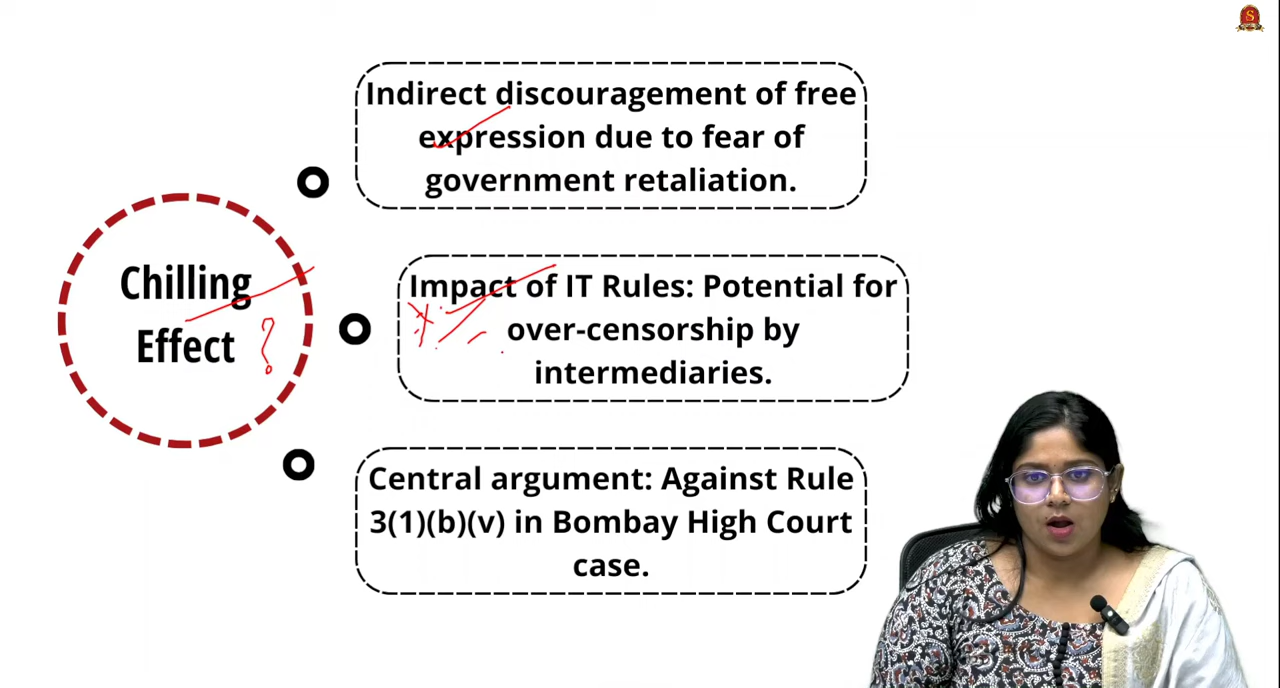 S
Indirect discouragement of free
expression due to fear of
government retaliation.
Chilling
Effect ?
Impact of IT Rules: Potential for
over-censorship by
intermediaries.
Central argument: Against Rule
3(1)(b)(v) in Bombay High Court
case.